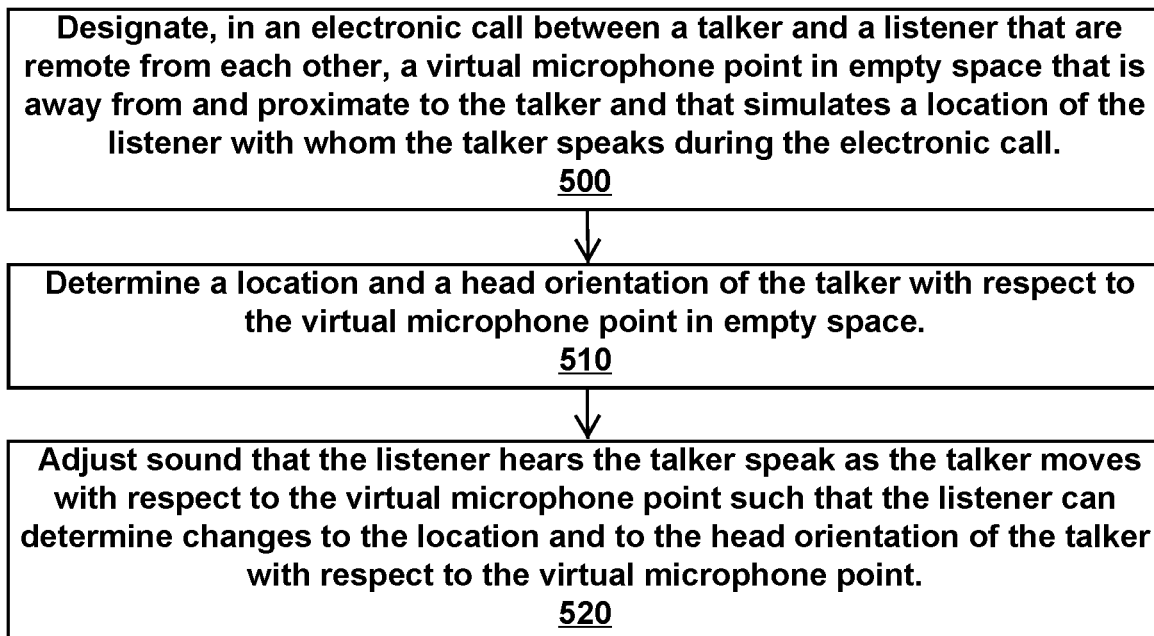 Designate, in an electronic call between a talker and a listener that are
remote from each other, a virtual microphone point in empty space that is
away from and proximate to the talker and that simulates a location of the
listener with whom the talker speaks during the electronic call.
500
Determine a location and a head orientation of the talker with respect to
the virtual microphone point in empty space.
510
Adjust sound that the listener hears the talker speak as the talker moves
with respect to the virtual microphone point such that the listener can
determine changes to the location and to the head orientation of the talker
with respect to the virtual microphone point.
520